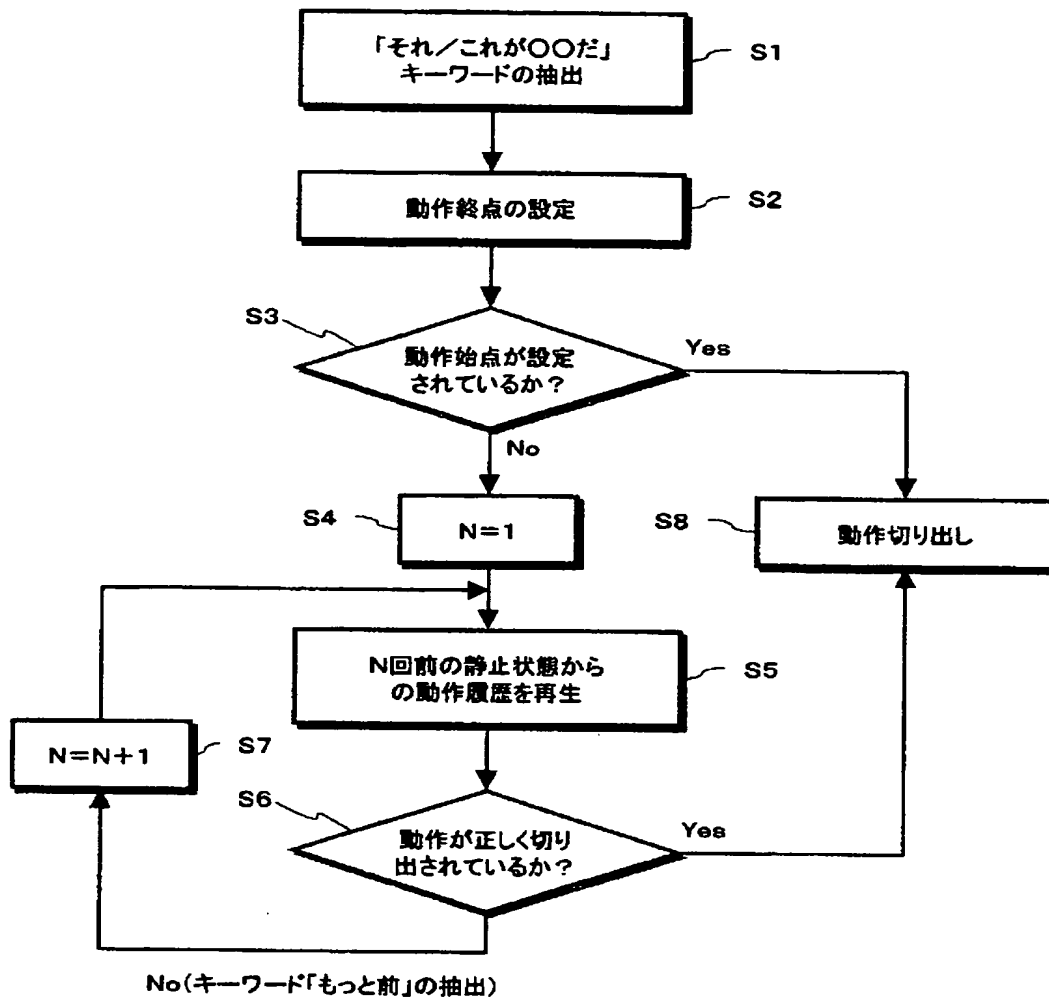 「それ／これが〇〇だ」
キーワードの抽出
S1
動作終点の設定
S2
S3
動作始点が設定
されているか？
Yes
No
S4
N＝1
S8
動作切り出し
N回前の静止状態から
の動作履歴を再生
S5
N＝N＋1
S7
S6
動作が正しく切り
出されているか？
Yes
No（キーワード「もっと前」の抽出）